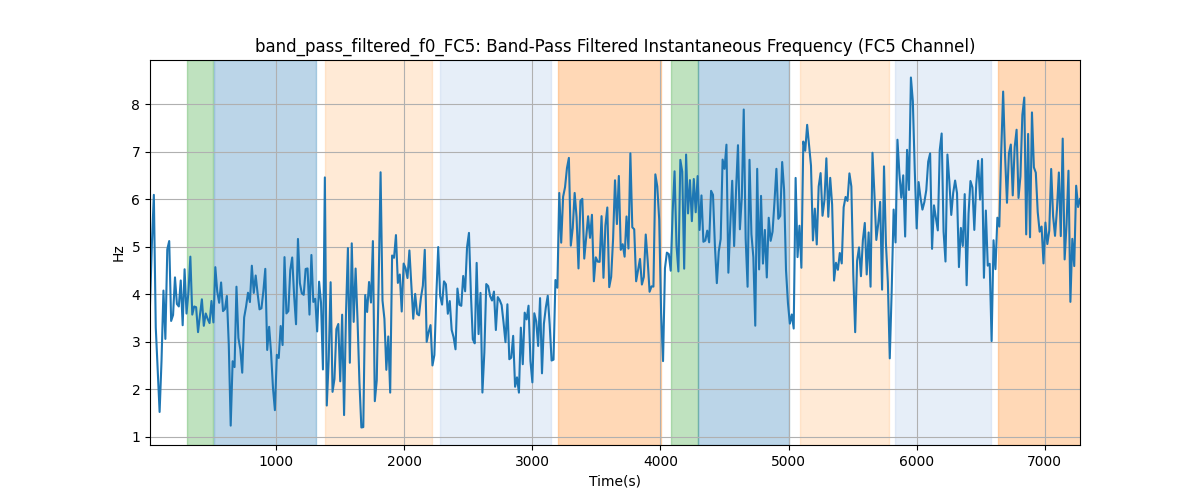 band_pass_filtered_f0_FC5: Band-Pass Filtered Instantaneous Frequency (FC5 Channel)
8
7
6
5
4
3
2
1
Hz
1000 2000 3000 4000 5000 6000 7000
Time(s)